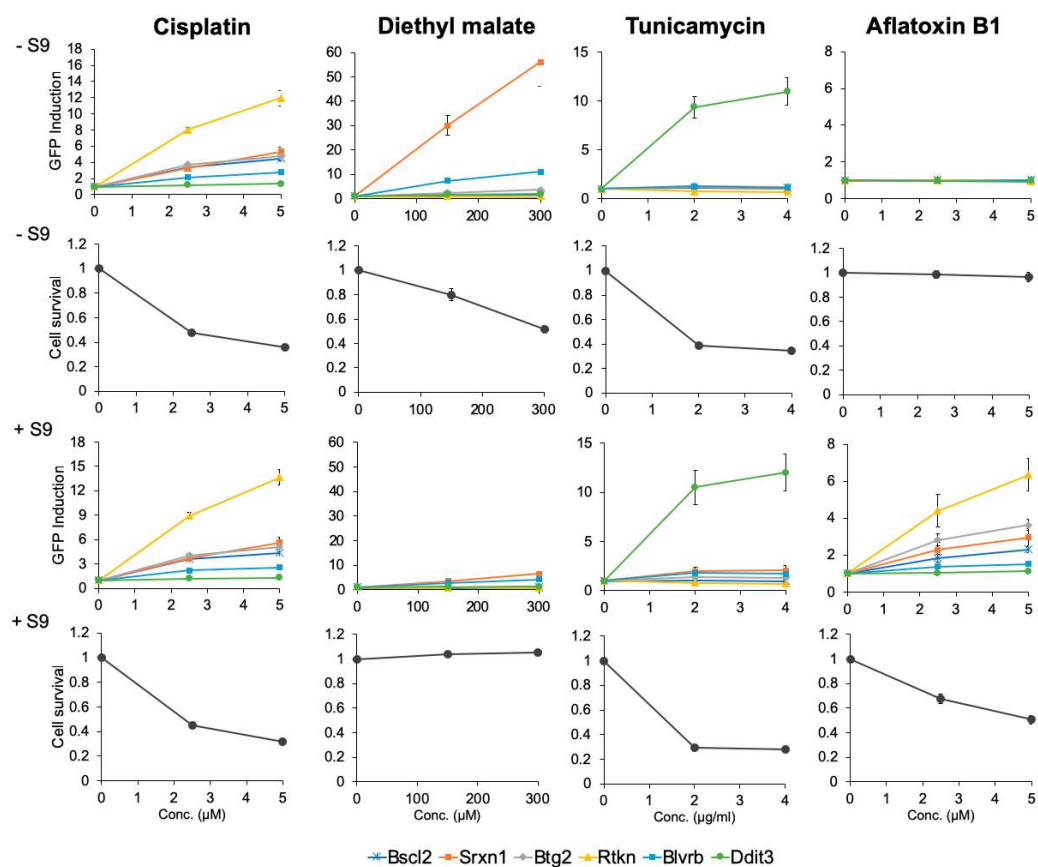 Cisplatin Diethyl malate Tunicamycin Aflatoxin B1
- S9
GFP Induction
18 16 14 12 10 8 6 4 2 0
0 1 2 3 4 5
60 50 40 30 20 10 0
0 100 200 300
15 10 5 0
0 1 2 3 4
8 6 4 2 0
0 1 2 3 4 5
- S9
Cell survival
1.2 1 0.8 0.6 0.4 0.2 0
0 1 2 3 4 5
1.2 1 0.8 0.6 0.4 0.2 0
0 100 200 300
1.2 1 0.8 0.6 0.4 0.2 0
0 1 2 3 4
1.2 1 0.8 0.6 0.4 0.2 0
0 1 2 3 4 5
+ S9
GFP Induction
18 15 12 9 6 3 0
0 1 2 3 4 5
60 50 40 30 20 10 0
0 100 200 300
15 10 5 0
0 1 2 3 4
8 6 4 2 0
0 1 2 3 4 5
+ S9
Cell survival
1.2 1 0.8 0.6 0.4 0.2 0
0 1 2 3 4 5
Conc. (µM)
1.2 1 0.8 0.6 0.4 0.2 0
0 100 200 300
Conc. (µM)
1.2 1 0.8 0.6 0.4 0.2 0
0 1 2 3 4
Conc. (µg/ml)
1.2 1 0.8 0.6 0.4 0.2 0
0 1 2 3 4 5
Conc. (µM)
Bscl2 Srxn1 Btg2 Rtkn Blvrb Ddit3